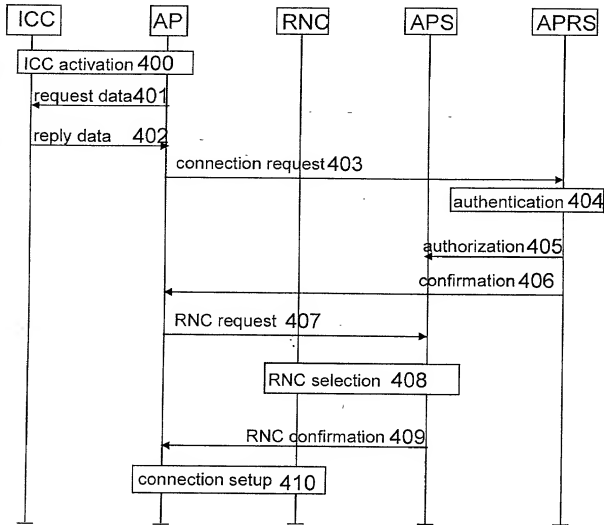 ICC AP RNC APS APRS
ICC activation 400
request data 401
reply data 402
connection request 403
authentication 404
authorization 405
confirmation 406
RNC request 407
RNC selection 408
RNC confirmation 409
connection setup 410